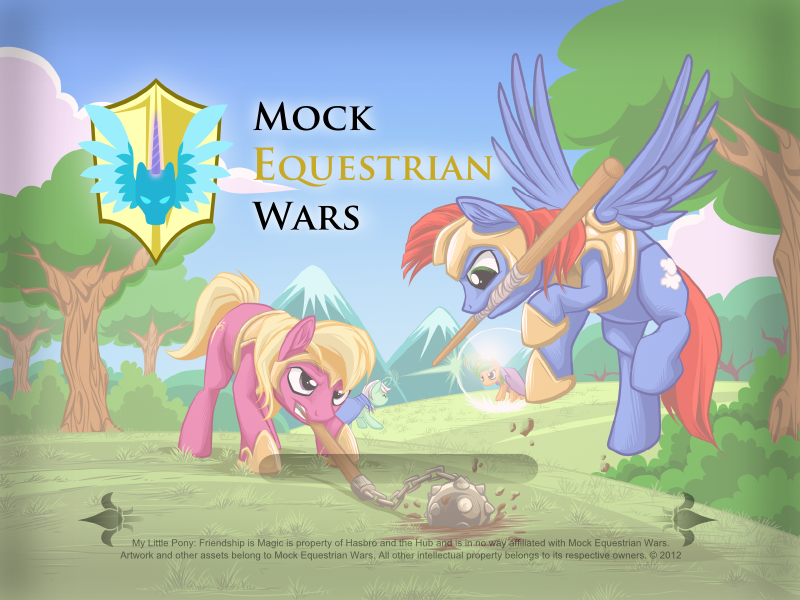 Mock
Equestrian
Wars
My Little Pony: Friendship is Magic is property of Hasbro and the Hub and is in no way affiliated with Mock Equestrian Wars.
Artwork and other assets belong to Mock Equestrian Wars. All other intellectual property belongs to its respective owners. © 2012